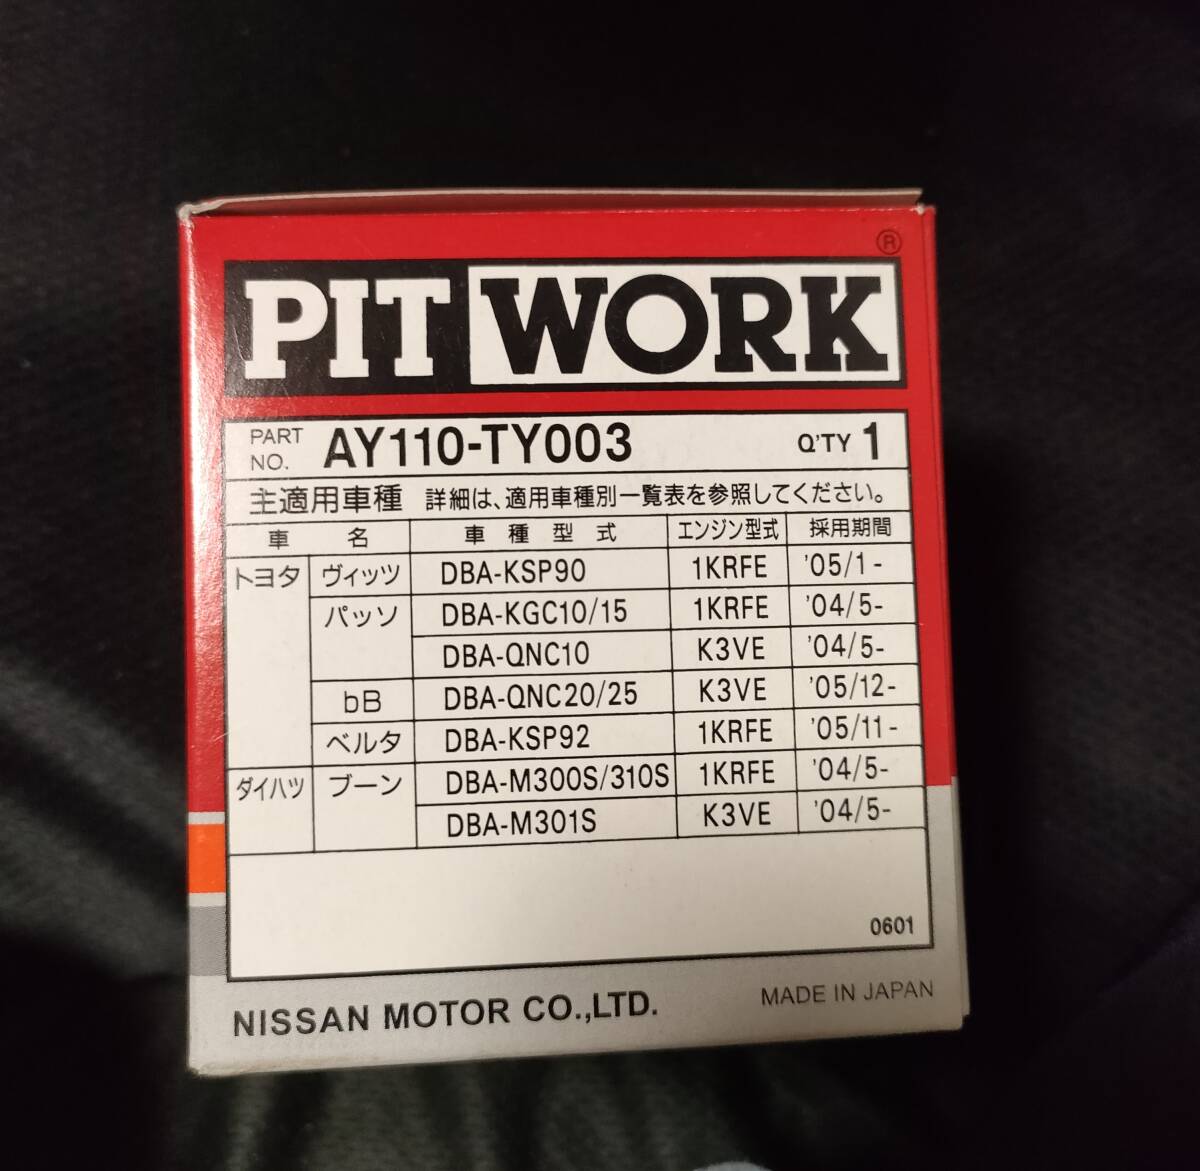 ®
PIT WORK
PART NO. AY110-TY003 Q'TY 1
主適用車種 詳細は、適用車種別一覧表を参照してください。
車名 車種型式 エンジン型式 採用期間
トヨタ ヴィッツ DBA-KSP90 1KRFE '05/1-
パッソ DBA-KGC10/15 1KRFE '04/5-
DBA-QNC10 K3VE '04/5-
bB DBA-QNC20/25 K3VE '05/12-
ベルタ DBA-KSP92 1KRFE '05/11-
ダイハツ ブーン DBA-M300S/310S 1KRFE '04/5-
DBA-M301S K3VE '04/5-
0601
NISSAN MOTOR CO.,LTD. MADE IN JAPAN